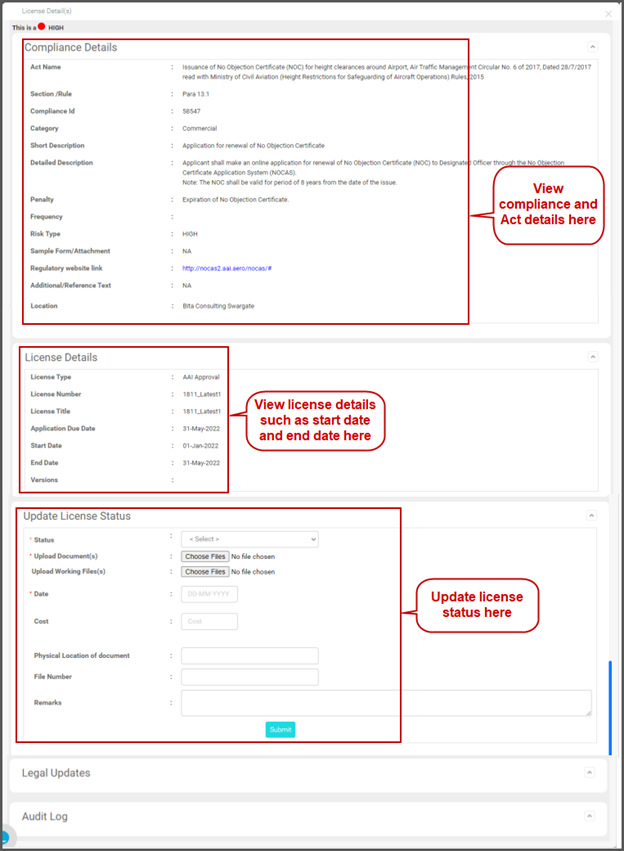 License Detail(s)
This is a HIGH
Compliance Details
Act Name : Issuance of No Objection Certificate (NOC) for height clearances around Airport, Air Traffic Management Circular No. 6 of 2017, Dated 28/7/2017
read with Ministry of Civil Aviation (Height Restrictions for Safeguarding of Aircraft Operations) Rules, 2015
Section /Rule : Para 13.1
Compliance Id : 58547
Category : Commercial
Short Description : Application for renewal of No Objection Certificate
Detailed Description : Applicant shall make an online application for renewal of No Objection Certificate (NOC) to Designated Officer through the No Objection
Certificate Application System (NOCAS).
Note: The NOC shall be valid for period of 8 years from the date of the issue.
Penalty : Expiration of No Objection Certificate.
Frequency :
Risk Type : HIGH
Sample Form/Attachment : NA
Regulatory website link : http://nocas2.aai.aero/nocas/#
Additional/Reference Text : NA
Location : Bita Consulting Swargate
View
compliance and
Act details here
License Details
License Type : AAI Approval
License Number : 1811_Latest1
License Title : 1811_Latest1
Application Due Date : 31-May-2022
Start Date : 01-Jan-2022
End Date : 31-May-2022
Versions :
View license details
such as start date
and end date here
Update License Status
* Status : < Select >
* Upload Document(s) : Choose Files No file chosen
Upload Working Files(s) : Choose Files No file chosen
* Date : DD-MM-YYYY
Cost : Cost
Physical Location of document :
File Number :
Remarks :
Submit
Update license
status here
Legal Updates
Audit Log